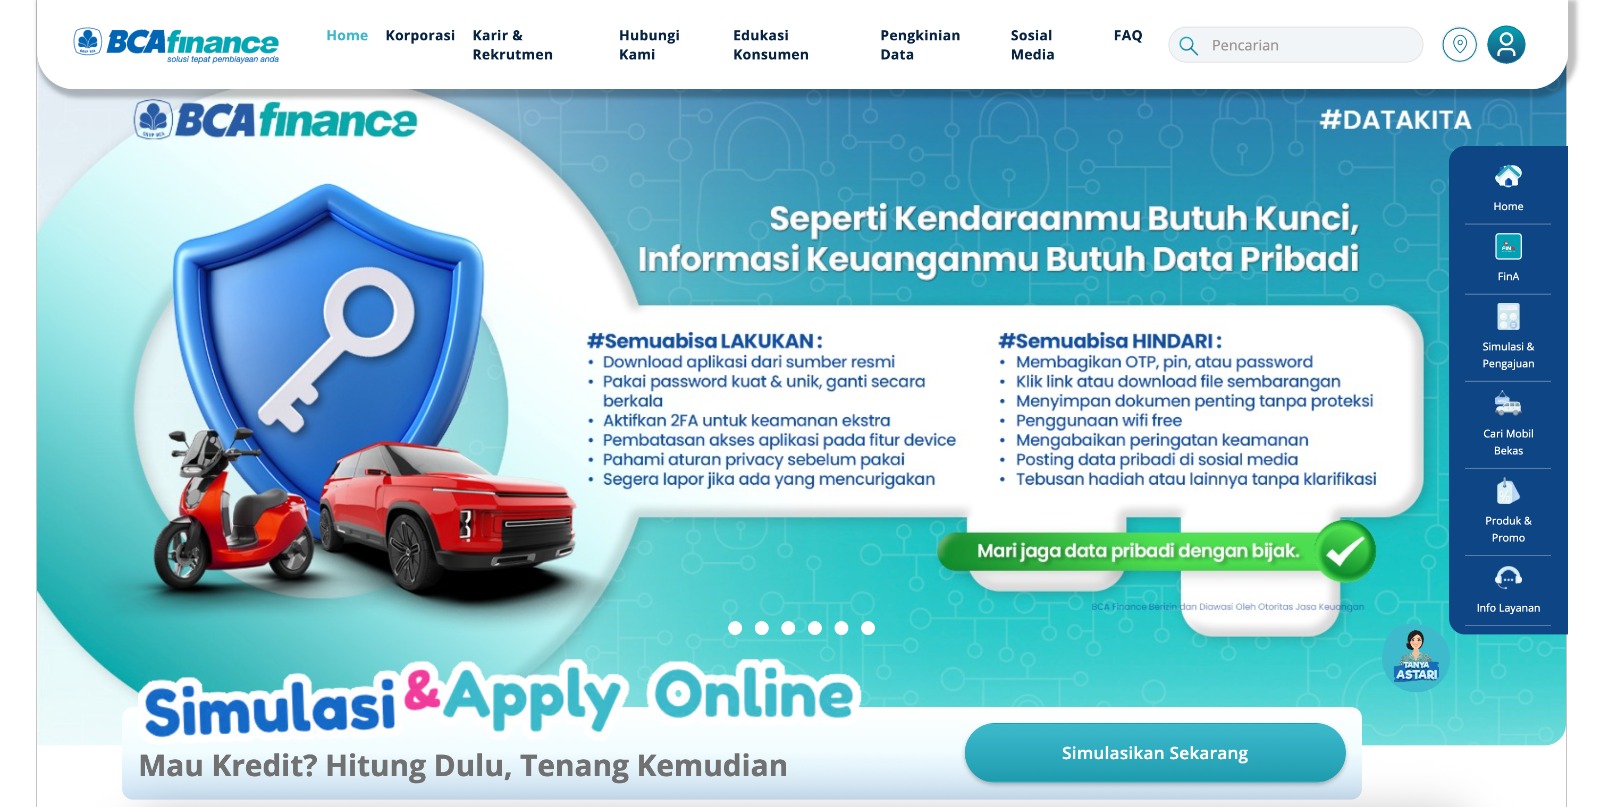 BCA finance
solusi tepat pembiayaan anda
Home
Korporasi
Karir &
Rekrutmen
Hubungi
Kami
Edukasi
Konsumen
Pengkinian
Data
Sosial
Media
FAQ
Pencarian
BCA finance
#DATAKITA
Seperti Kendaraanmu Butuh Kunci,
Informasi Keuanganmu Butuh Data Pribadi
#Semuabisa LAKUKAN :
• Download aplikasi dari sumber resmi
• Pakai password kuat & unik, ganti secara
berkala
• Aktifkan 2FA untuk keamanan ekstra
• Pembatasan akses aplikasi pada fitur device
• Pahami aturan privacy sebelum pakai
• Segera lapor jika ada yang mencurigakan
#Semuabisa HINDARI :
• Membagikan OTP, pin, atau password
• Klik link atau download file sembarangan
• Menyimpan dokumen penting tanpa proteksi
• Penggunaan wifi free
• Mengabaikan peringatan keamanan
• Posting data pribadi di sosial media
• Tebusan hadiah atau lainnya tanpa klarifikasi
Mari jaga data pribadi dengan bijak.
BCA Finance Berizin dan Diawasi Oleh Otoritas Jasa Keuangan
Home
FinA
Simulasi &
Pengajuan
Cari Mobil
Bekas
Produk &
Promo
Info Layanan
TANYA
ASTARI
Simulasi & Apply Online
Mau Kredit? Hitung Dulu, Tenang Kemudian
Simulasikan Sekarang